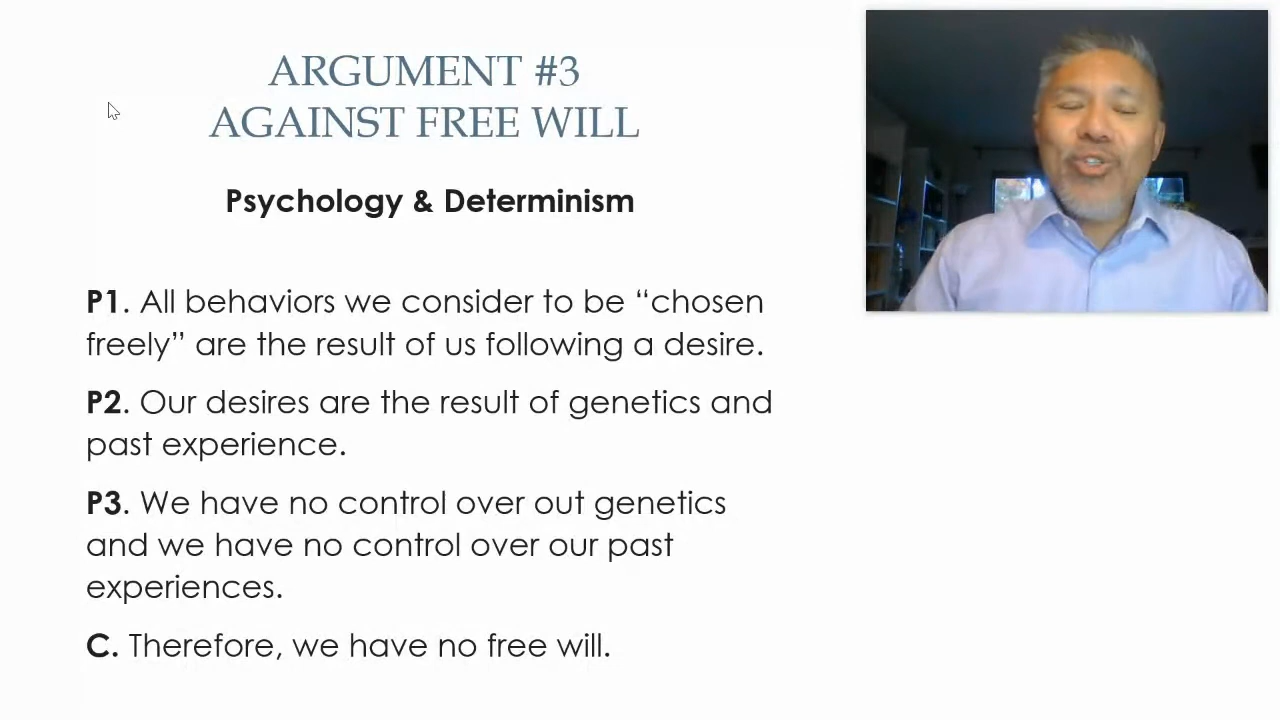 ARGUMENT #3
AGAINST FREE WILL
Psychology & Determinism
P1. All behaviors we consider to be “chosen
freely” are the result of us following a desire.
P2. Our desires are the result of genetics and
past experience.
P3. We have no control over out genetics
and we have no control over our past
experiences.
C. Therefore, we have no free will.